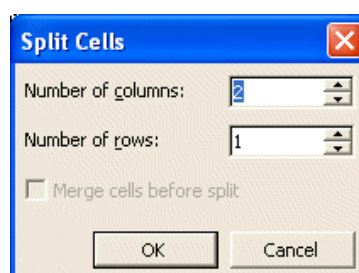 Split Cells
Number of columns: 2
Number of rows: 1
Merge cells before split
OK Cancel